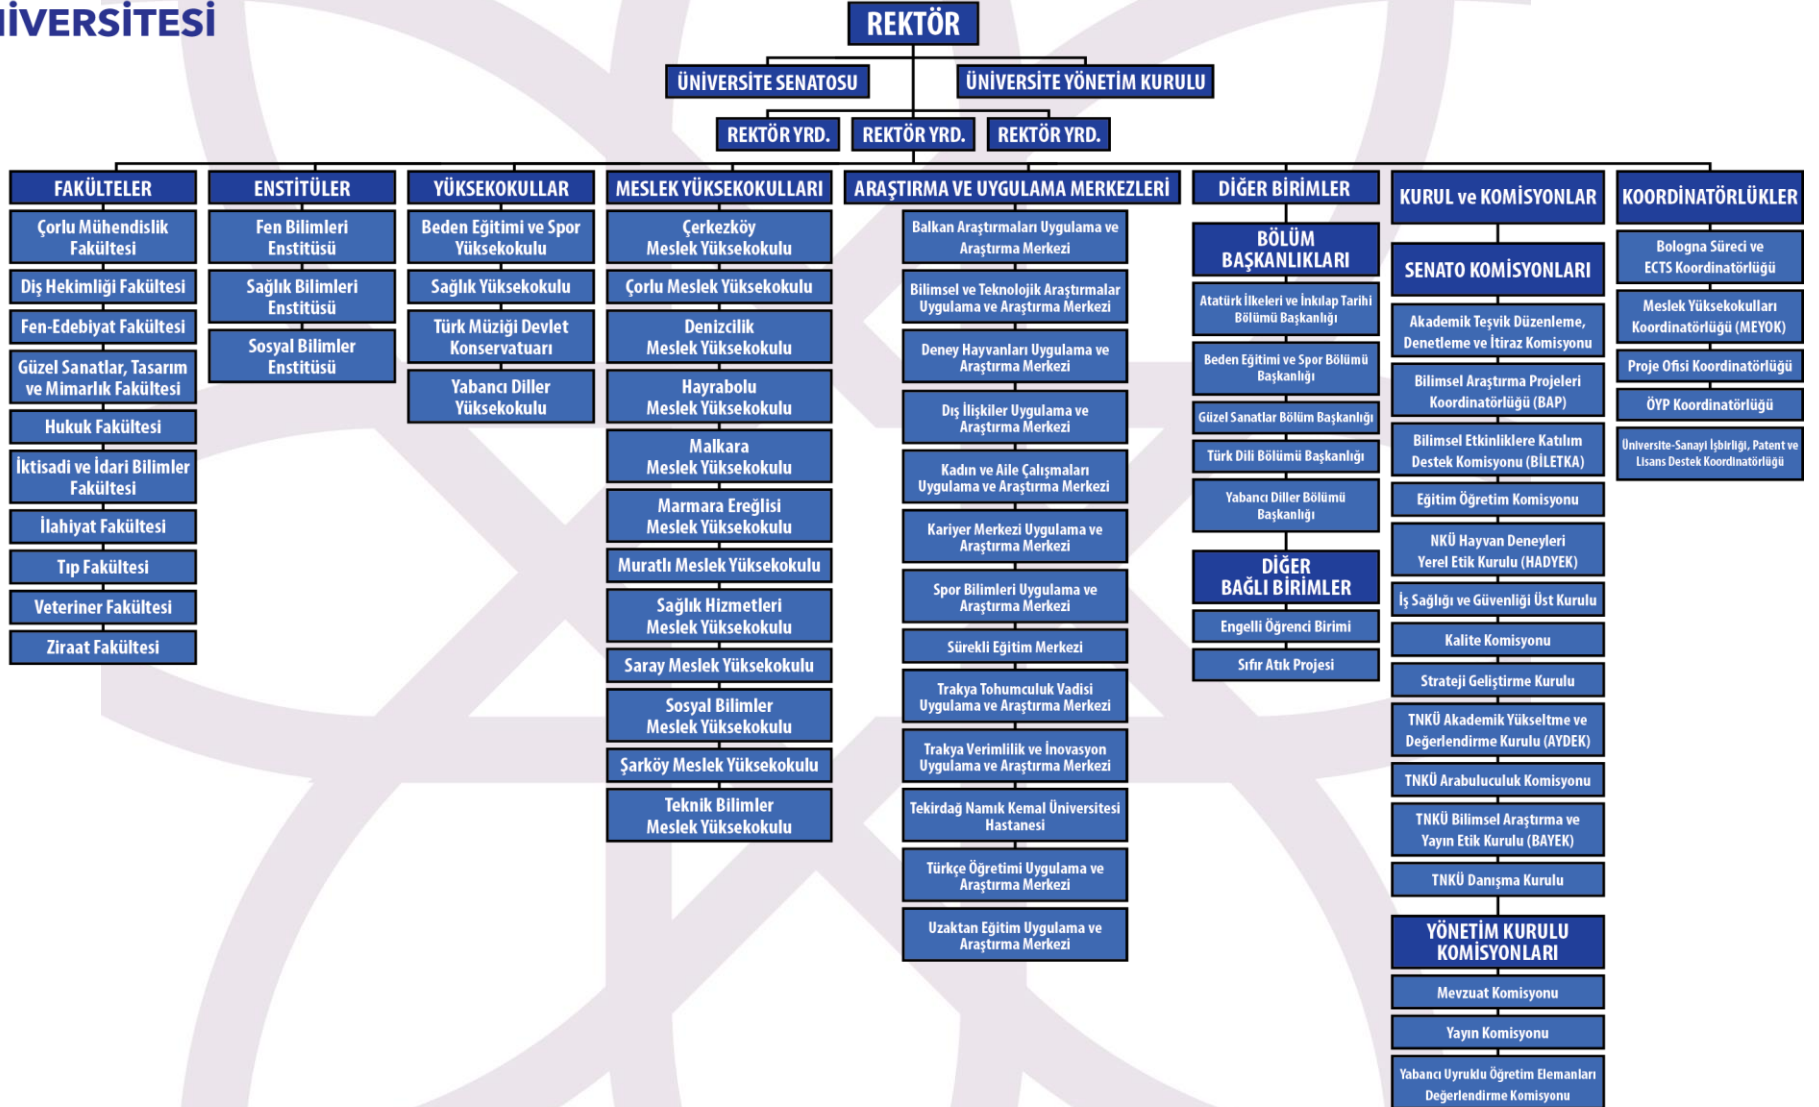 NİVERSİTESİ
REKTÖR
ÜNİVERSİTE SENATOSU
ÜNİVERSİTE YÖNETİM KURULU
REKTÖR YRD.
REKTÖR YRD.
REKTÖR YRD.
FAKÜLTELER
Çorlu Mühendislik
Fakültesi
Diş Hekimliği Fakültesi
Fen-Edebiyat Fakültesi
Güzel Sanatlar, Tasarım
ve Mimarlık Fakültesi
Hukuk Fakültesi
İktisadi ve İdari Bilimler
Fakültesi
İlahiyat Fakültesi
Tıp Fakültesi
Veteriner Fakültesi
Ziraat Fakültesi
ENSTİTÜLER
Fen Bilimleri
Enstitüsü
Sağlık Bilimleri
Enstitüsü
Sosyal Bilimler
Enstitüsü
YÜKSEKOKULLAR
Beden Eğitimi ve Spor
Yüksekokulu
Sağlık Yüksekokulu
Türk Müziği Devlet
Konservatuarı
Yabancı Diller
Yüksekokulu
MESLEK YÜKSEKOKULLARI
Çerkezköy
Meslek Yüksekokulu
Çorlu Meslek Yüksekokulu
Denizcilik
Meslek Yüksekokulu
Hayrabolu
Meslek Yüksekokulu
Malkara
Meslek Yüksekokulu
Marmara Ereğlisi
Meslek Yüksekokulu
Muratlı Meslek Yüksekokulu
Sağlık Hizmetleri
Meslek Yüksekokulu
Saray Meslek Yüksekokulu
Sosyal Bilimler
Meslek Yüksekokulu
Şarköy Meslek Yüksekokulu
Teknik Bilimler
Meslek Yüksekokulu
ARAŞTIRMA VE UYGULAMA MERKEZLERİ
Balkan Araştırmaları Uygulama ve
Araştırma Merkezi
Bilimsel ve Teknolojik Araştırmalar
Uygulama ve Araştırma Merkezi
Deney Hayvanları Uygulama ve
Araştırma Merkezi
Dış İlişkiler Uygulama ve
Araştırma Merkezi
Kadın ve Aile Çalışmaları
Uygulama ve Araştırma Merkezi
Kariyer Merkezi Uygulama ve
Araştırma Merkezi
Spor Bilimleri Uygulama ve
Araştırma Merkezi
Sürekli Eğitim Merkezi
Trakya Tohumculuk Vadisi
Uygulama ve Araştırma Merkezi
Trakya Verimlilik ve İnovasyon
Uygulama ve Araştırma Merkezi
Tekirdağ Namık Kemal Üniversitesi
Hastanesi
Türkçe Öğretimi Uygulama ve
Araştırma Merkezi
Uzaktan Eğitim Uygulama ve
Araştırma Merkezi
DİĞER BİRİMLER
BÖLÜM
BAŞKANLIKLARI
Atatürk İlkeleri ve İnkılap Tarihi
Bölümü Başkanlığı
Beden Eğitimi ve Spor Bölümü
Başkanlığı
Güzel Sanatlar Bölüm Başkanlığı
Türk Dili Bölümü Başkanlığı
Yabancı Diller Bölümü
Başkanlığı
DİĞER
BAĞLI BİRİMLER
Engelli Öğrenci Birimi
Sıfır Atık Projesi
KURUL ve KOMİSYONLAR
SENATO KOMİSYONLARI
Akademik Teşvik Düzenleme,
Denetleme ve İtiraz Komisyonu
Bilimsel Araştırma Projeleri
Koordinatörlüğü (BAP)
Bilimsel Etkinliklere Katılım
Destek Komisyonu (BİLETKA)
Eğitim Öğretim Komisyonu
NKÜ Hayvan Deneyleri
Yerel Etik Kurulu (HADYEK)
İş Sağlığı ve Güvenliği Üst Kurulu
Kalite Komisyonu
Strateji Geliştirme Kurulu
TNKÜ Akademik Yükseltme ve
Değerlendirme Kurulu (AYDEK)
TNKÜ Arabuluculuk Komisyonu
TNKÜ Bilimsel Araştırma ve
Yayın Etik Kurulu (BAYEK)
TNKÜ Danışma Kurulu
YÖNETİM KURULU
KOMİSYONLARI
Mevzuat Komisyonu
Yayın Komisyonu
Yabancı Uyruklu Öğretim Elemanları
Değerlendirme Komisyonu
KOORDİNATÖRLÜKLER
Bologna Süreci ve
ECTS Koordinatörlüğü
Meslek Yüksekokulları
Koordinatörlüğü (MEYOK)
Proje Ofisi Koordinatörlüğü
ÖYP Koordinatörlüğü
Üniversite-Sanayi İşbirliği, Patent ve
Lisans Destek Koordinatörlüğü